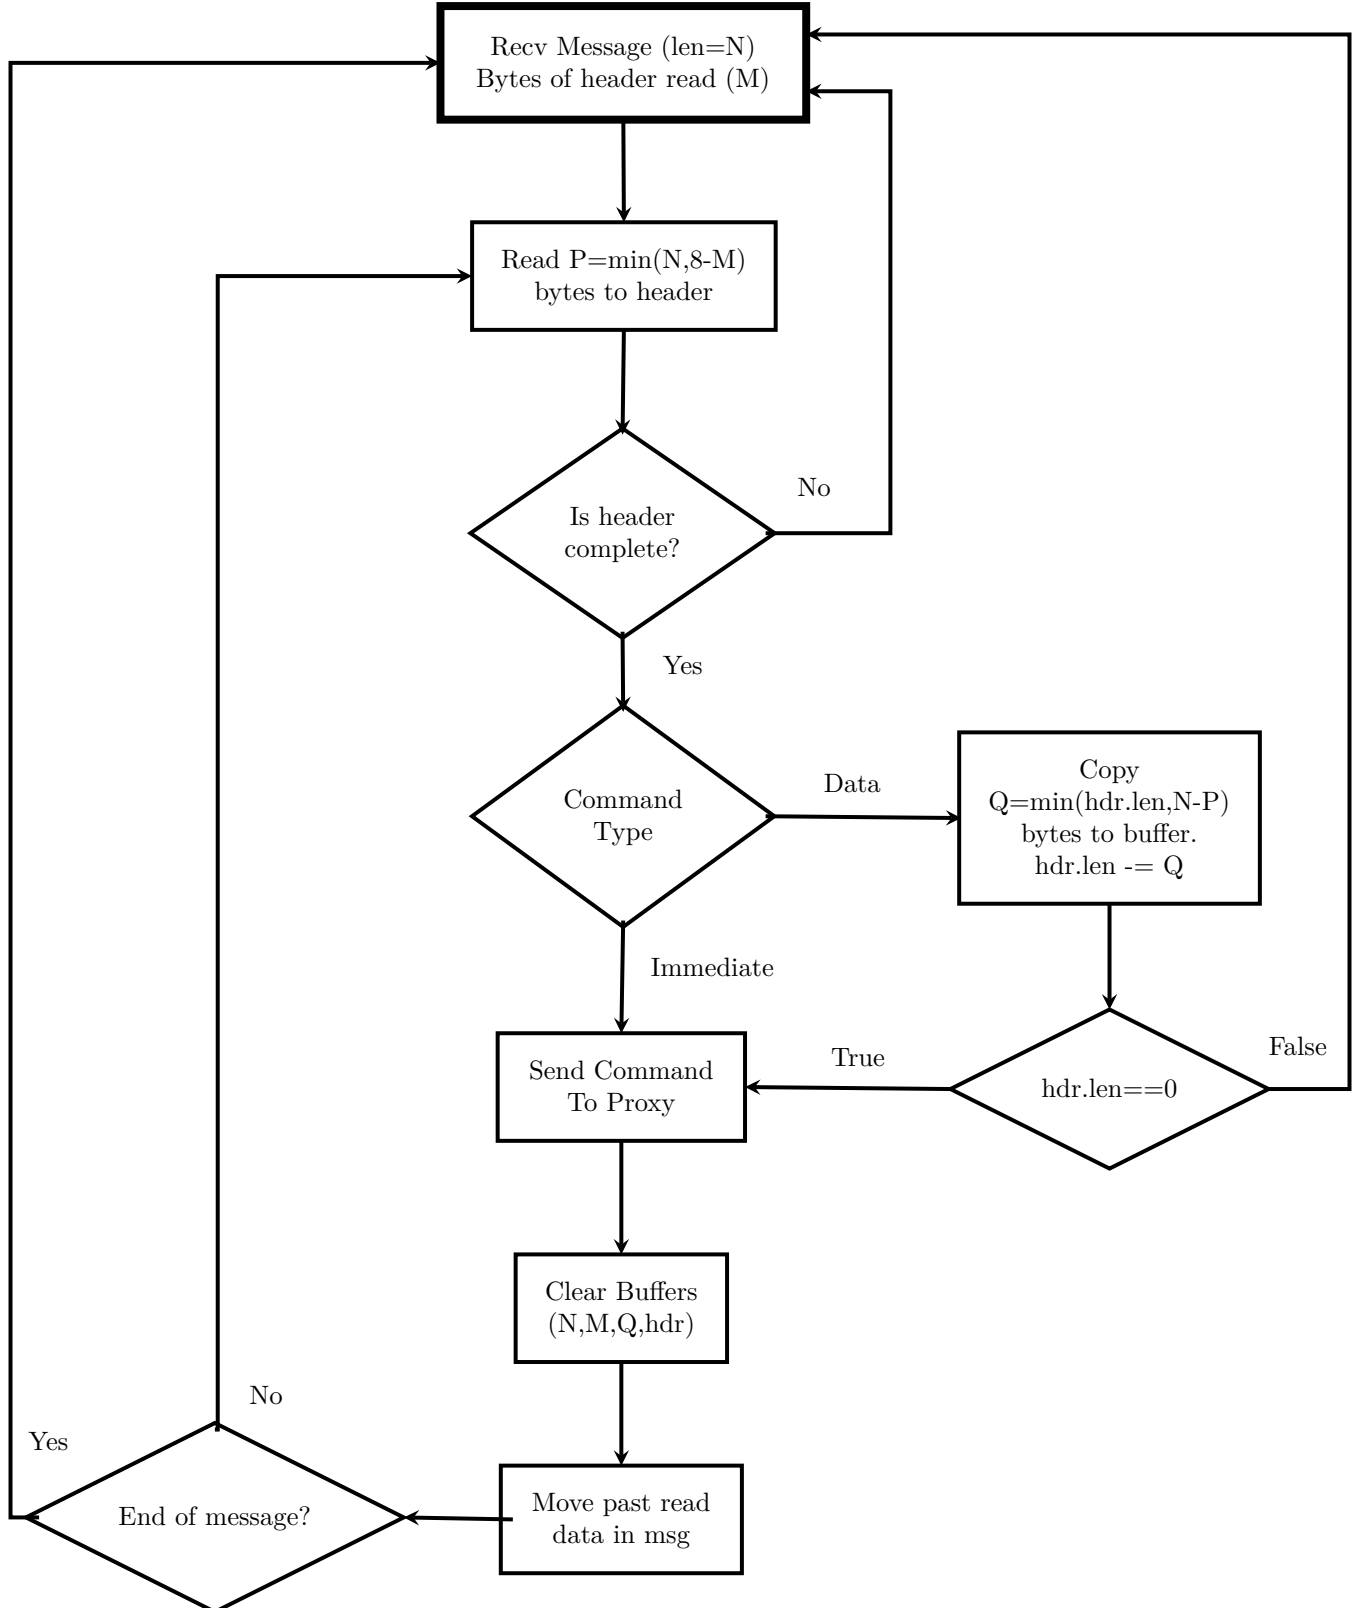 Recv Message (len=N)
Bytes of header read (M)
Read P=min(N,8-M)
bytes to header
Is header
complete?
No
Yes
Command
Type
Data
Copy
Q=min(hdr.len,N-P)
bytes to buffer.
hdr.len -= Q
Immediate
Send Command
To Proxy
True
hdr.len==0
False
Clear Buffers
(N,M,Q,hdr)
No
Yes
End of message?
Move past read
data in msg